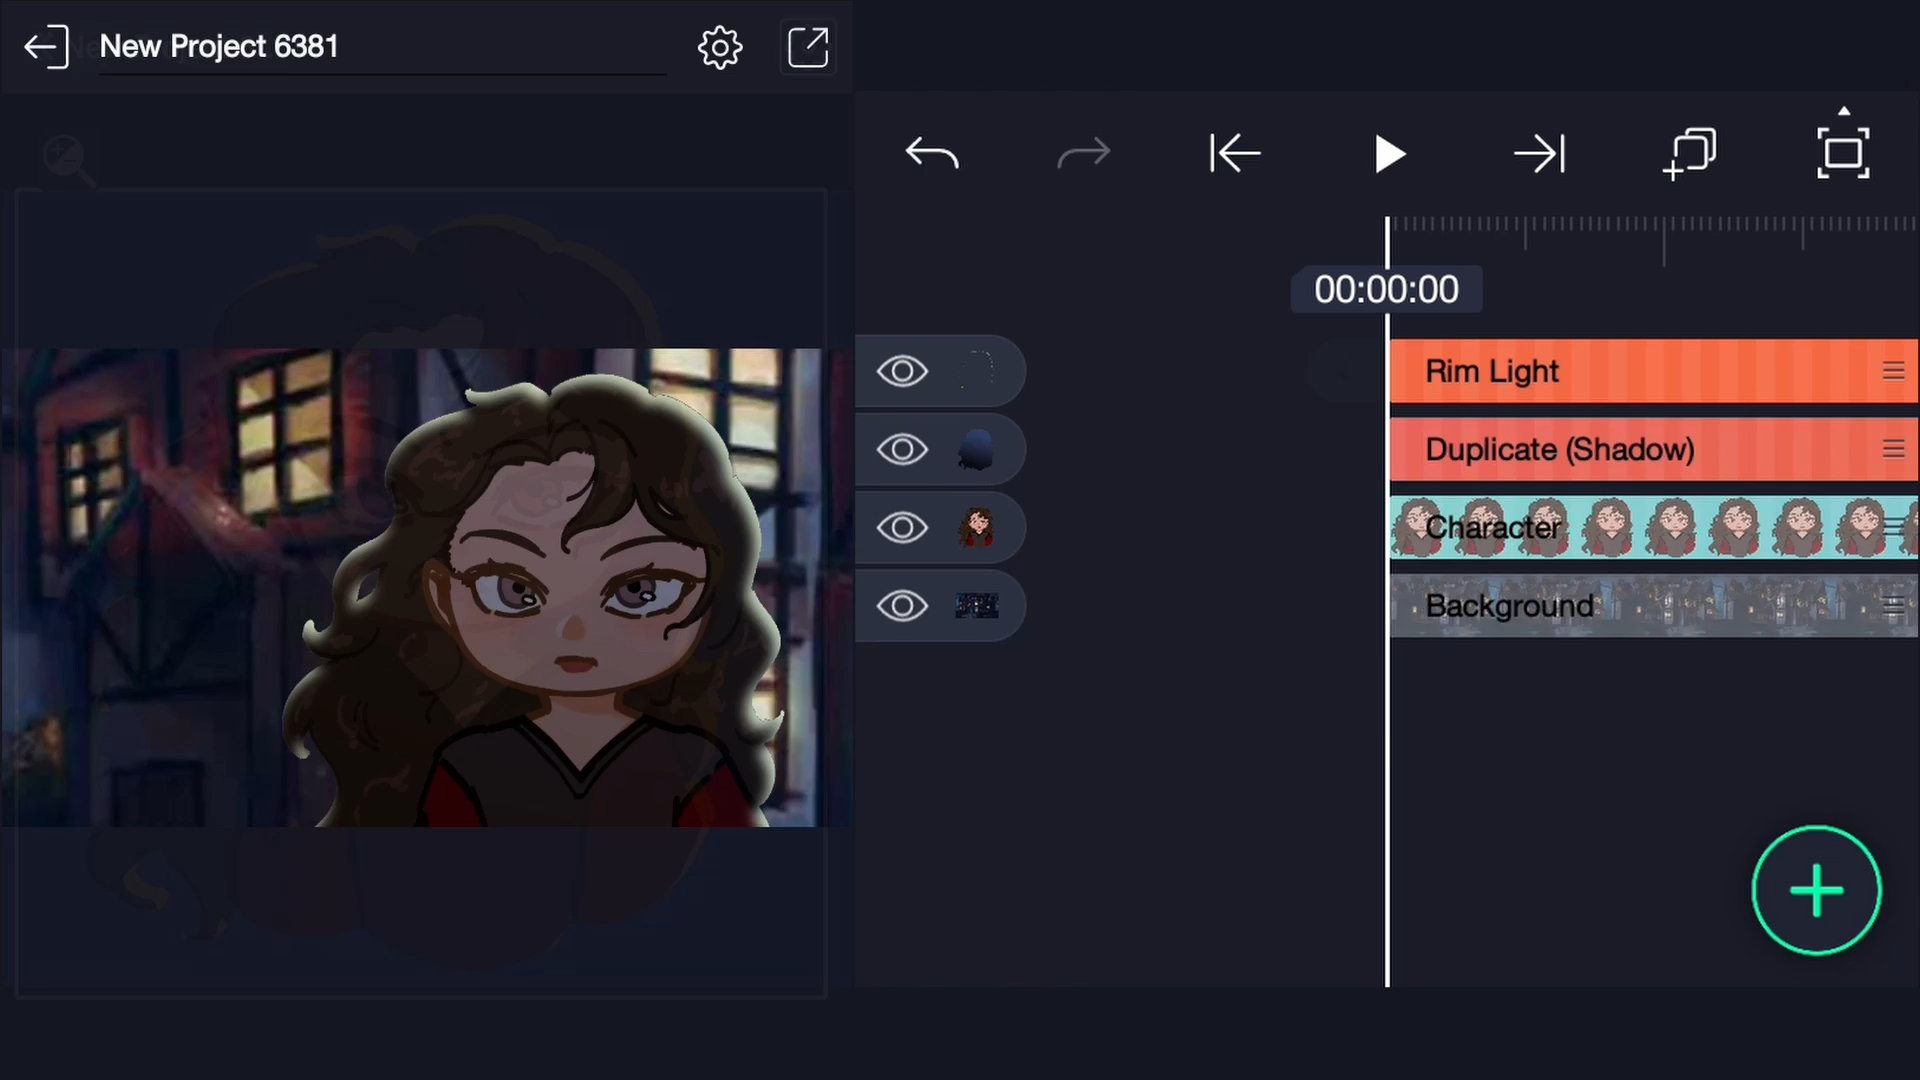 New Project 6381
00:00:00
Rim Light
Duplicate (Shadow)
Character
Background